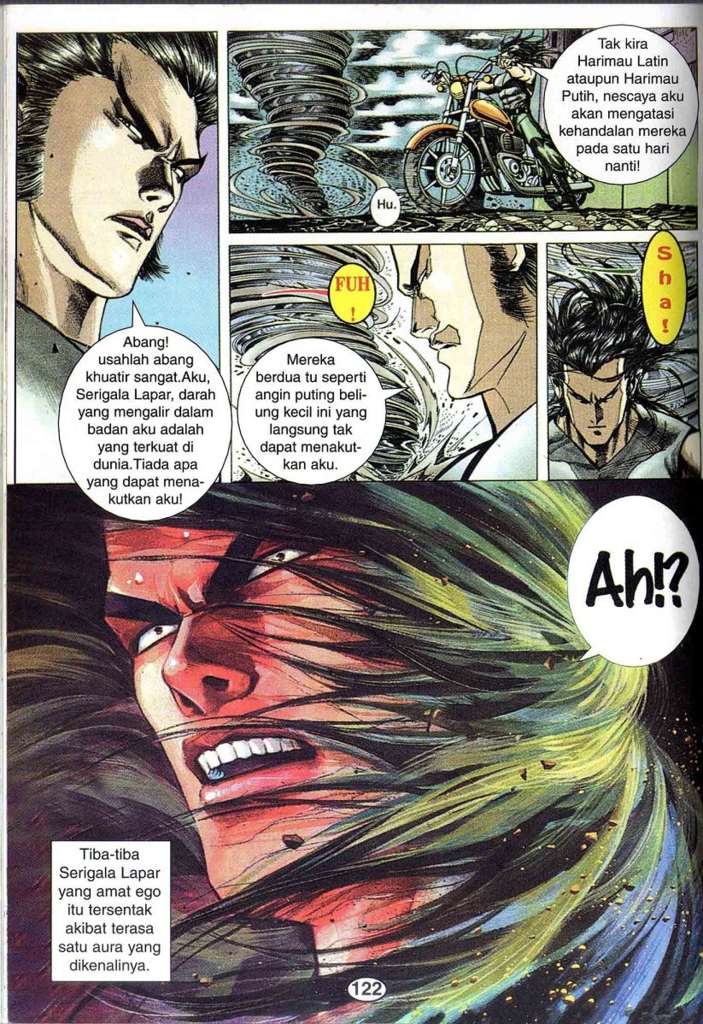 Tak kira
Harimau Latin
ataupun Harimau
Putih, nescaya aku
akan mengatasi
kehandalan mereka
pada satu hari
nanti!
Hu.
Abang!
usahlah abang
khuatir sangat.Aku,
Serigala Lapar, darah
yang mengalir dalam
badan aku adalah
yang terkuat di
dunia.Tiada apa
yang dapat mena-
kutkan aku!
FUH
!
Mereka
berdua tu seperti
angin puting beli-
ung kecil ini yang
langsung tak
dapat menakut-
kan aku.
Sha!
Ah!?
Tiba-tiba
Serigala Lapar
yang amat ego
itu tersentak
akibat terasa
satu aura yang
dikenalinya.
122